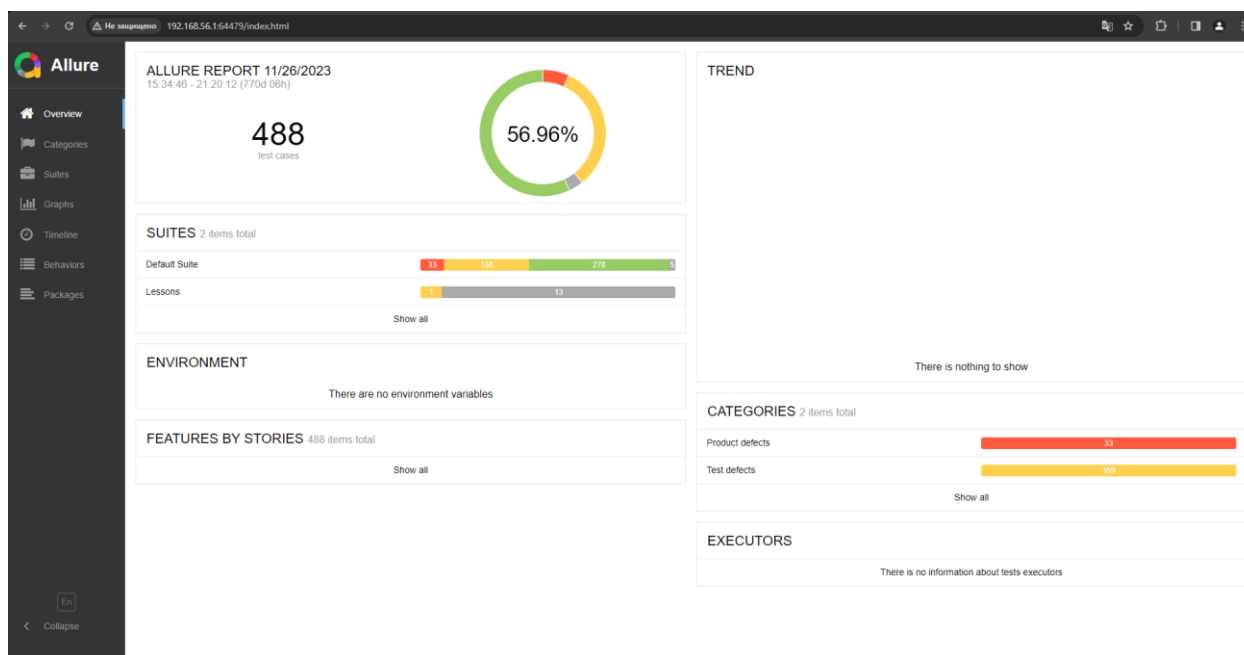 Не защищено 192.168.56.1:64479/index.html
Allure
Overview
Categories
Suites
Graphs
Timeline
Behaviors
Packages
En
Collapse
ALLURE REPORT 11/26/2023
15:34:46 - 21:20:12 (770d 06h)
488
test cases
56.96%
SUITES 2 items total
Default Suite 33 158 278 5
Lessons 1 13
Show all
ENVIRONMENT
There are no environment variables
FEATURES BY STORIES 488 items total
Show all
TREND
There is nothing to show
CATEGORIES 2 items total
Product defects 33
Test defects 159
Show all
EXECUTORS
There is no information about tests executors